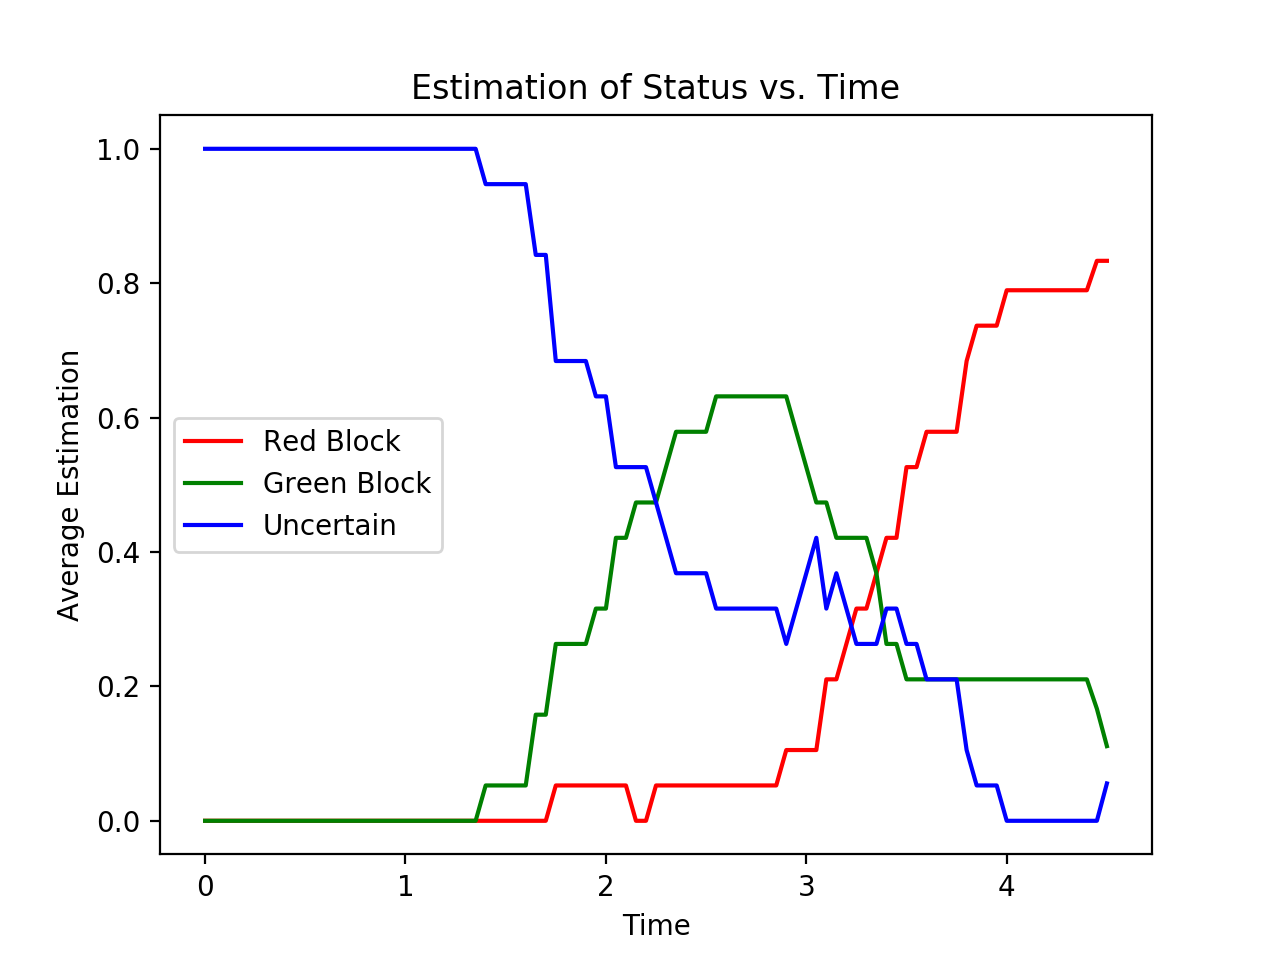 Estimation of Status vs. Time
Average Estimation
1.0
0.8
0.6
0.4
0.2
0.0
Red Block
Green Block
Uncertain
0 1 2 3 4
Time